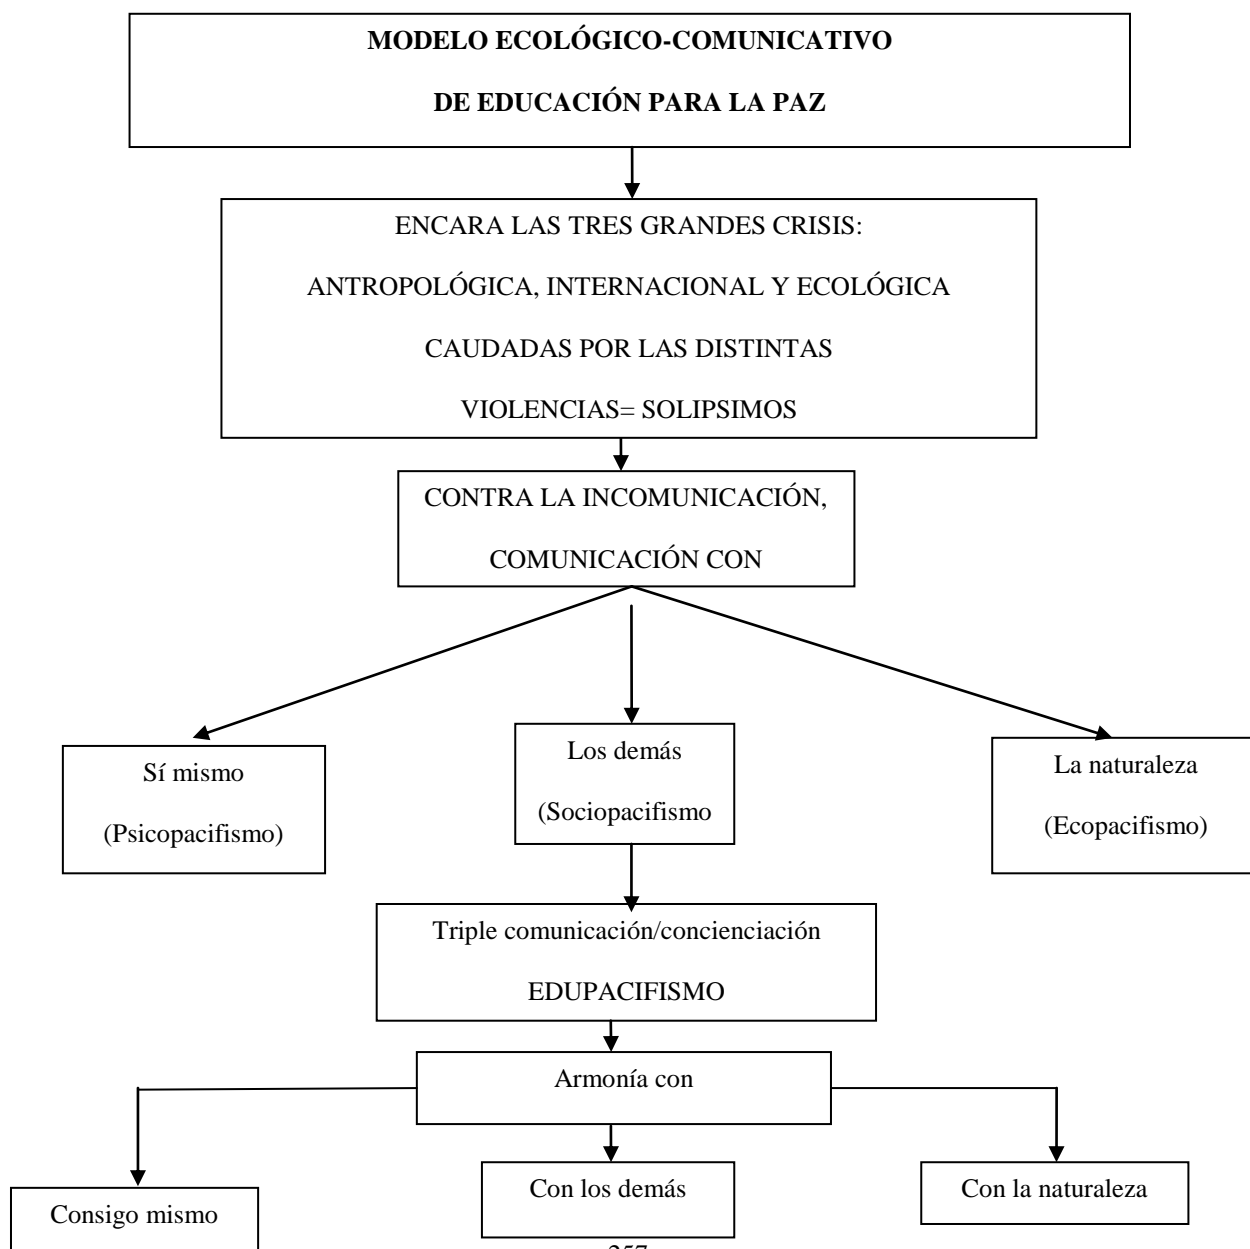 MODELO ECOLÓGICO-COMUNICATIVO
DE EDUCACIÓN PARA LA PAZ
ENCARA LAS TRES GRANDES CRISIS:
ANTROPOLÓGICA, INTERNACIONAL Y ECOLÓGICA
CAUDADAS POR LAS DISTINTAS
VIOLENCIAS= SOLIPSIMOS
CONTRA LA INCOMUNICACIÓN,
COMUNICACIÓN CON
Sí mismo
(Psicopacifismo)
Los demás
(Sociopacifismo
La naturaleza
(Ecopacifismo)
Triple comunicación/concienciación
EDUPACIFISMO
Armonía con
Consigo mismo
Con los demás
Con la naturaleza
257